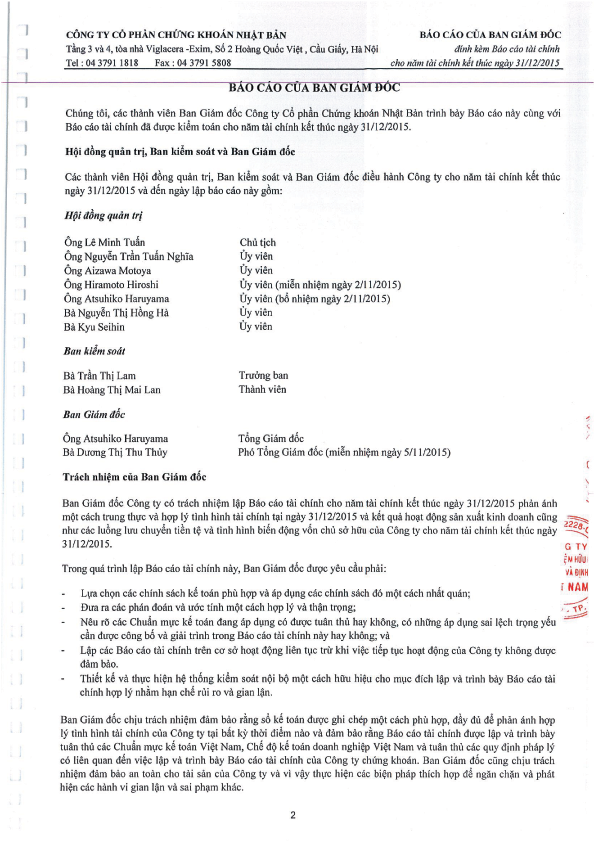 CÔNG TY CỔ PHẦN CHỨNG KHOÁN NHẬT BẢN
BÁO CÁO CỦA BAN GIÁM ĐỐC
Tầng 3 và 4, tòa nhà Viglacera -Exim, Số 2 Hoàng Quốc Việt , Cầu Giấy, Hà Nội
đính kèm Báo cáo tài chính
Tel : 04 3791 1818 Fax : 04 3791 5808
cho năm tài chính kết thúc ngày 31/12/2015
BÁO CÁO CỦA BAN GIÁM ĐỐC
Chúng tôi, các thành viên Ban Giám đốc Công ty Cổ phần Chứng khoán Nhật Bản trình bày Báo cáo này cùng với
Báo cáo tài chính đã được kiểm toán cho năm tài chính kết thúc ngày 31/12/2015.
Hội đồng quản trị, Ban kiểm soát và Ban Giám đốc
Các thành viên Hội đồng quản trị, Ban kiểm soát và Ban Giám đốc điều hành Công ty cho năm tài chính kết thúc
ngày 31/12/2015 và đến ngày lập báo cáo này gồm:
Hội đồng quản trị
Ông Lê Minh Tuấn Chủ tịch
Ông Nguyễn Trần Tuấn Nghĩa Ủy viên
Ông Aizawa Motoya Ủy viên
Ông Hiramoto Hiroshi Ủy viên (miễn nhiệm ngày 2/11/2015)
Ông Atsuhiko Haruyama Ủy viên (bổ nhiệm ngày 2/11/2015)
Bà Nguyễn Thị Hồng Hà Ủy viên
Bà Kyu Seihin Ủy viên
Ban kiểm soát
Bà Trần Thị Lam Trưởng ban
Bà Hoàng Thị Mai Lan Thành viên
Ban Giám đốc
Ông Atsuhiko Haruyama Tổng Giám đốc
Bà Dương Thị Thu Thủy Phó Tổng Giám đốc (miễn nhiệm ngày 5/11/2015)
Trách nhiệm của Ban Giám đốc
Ban Giám đốc Công ty có trách nhiệm lập Báo cáo tài chính cho năm tài chính kết thúc ngày 31/12/2015 phản ánh
một cách trung thực và hợp lý tình hình tài chính tại ngày 31/12/2015 và kết quả hoạt động sản xuất kinh doanh cũng
như các luồng lưu chuyển tiền tệ và tình hình biến động vốn chủ sở hữu của Công ty cho năm tài chính kết thúc ngày
31/12/2015.
Trong quá trình lập Báo cáo tài chính này, Ban Giám đốc được yêu cầu phải:
- Lựa chọn các chính sách kế toán phù hợp và áp dụng các chính sách đó một cách nhất quán;
- Đưa ra các phán đoán và ước tính một cách hợp lý và thận trọng;
- Nêu rõ các Chuẩn mực kế toán đang áp dụng có được tuân thủ hay không, có những áp dụng sai lệch trọng yếu
cần được công bố và giải trình trong Báo cáo tài chính này hay không; và
- Lập các Báo cáo tài chính trên cơ sở hoạt động liên tục trừ khi việc tiếp tục hoạt động của Công ty không được
đảm bảo.
- Thiết kế và thực hiện hệ thống kiểm soát nội bộ một cách hữu hiệu cho mục đích lập và trình bày Báo cáo tài
chính hợp lý nhằm hạn chế rủi ro và gian lận.
Ban Giám đốc chịu trách nhiệm đảm bảo rằng sổ kế toán được ghi chép một cách phù hợp, đầy đủ để phản ánh hợp
lý tình hình tài chính của Công ty tại bất kỳ thời điểm nào và đảm bảo rằng Báo cáo tài chính được lập và trình bày
tuân thủ các Chuẩn mực kế toán Việt Nam, Chế độ kế toán doanh nghiệp Việt Nam và tuân thủ các quy định pháp lý
có liên quan đến việc lập và trình bày Báo cáo tài chính của Công ty chứng khoán. Ban Giám đốc cũng chịu trách
nhiệm đảm bảo an toàn cho tài sản của Công ty và vì vậy thực hiện các biện pháp thích hợp để ngăn chặn và phát
hiện các hành vi gian lận và sai phạm khác.
2228-
G TY
ỆM HỮU
VÀ ĐỊNH
NAM
TP.
2